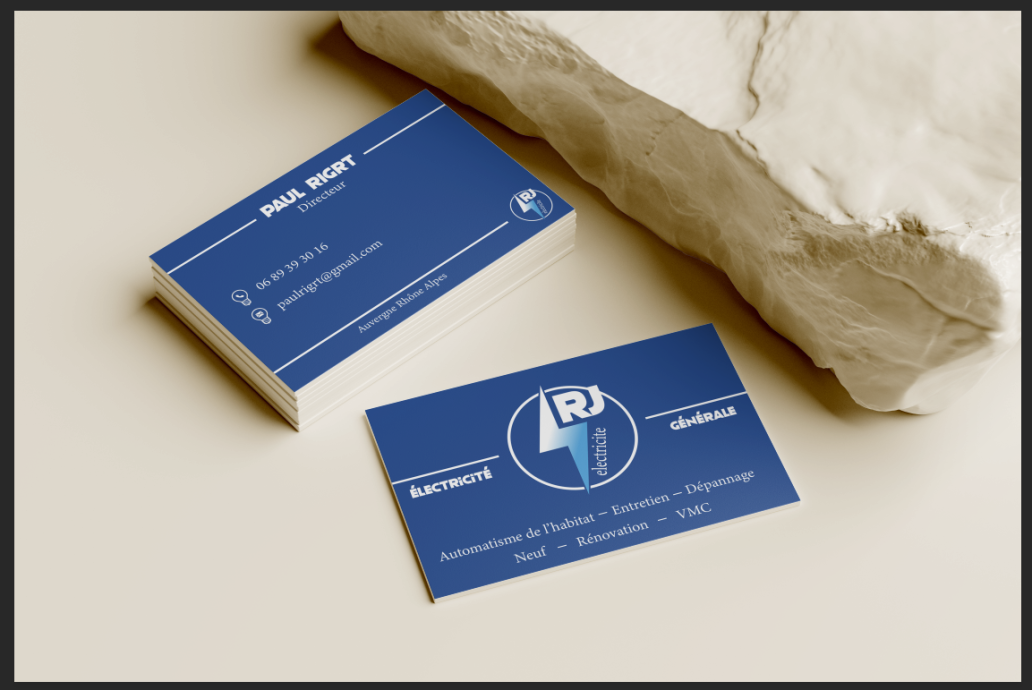 PAUL RIGRT
Directeur
06 89 39 30 16
paulrigrt@gmail.com
Auvergne Rhône Alpes
RJ
RJ
electricite
ÉLECTRiCiTÉ
GÉNÉRALE
Automatisme de l'habitat – Entretien – Dépannage
Neuf – Rénovation – VMC